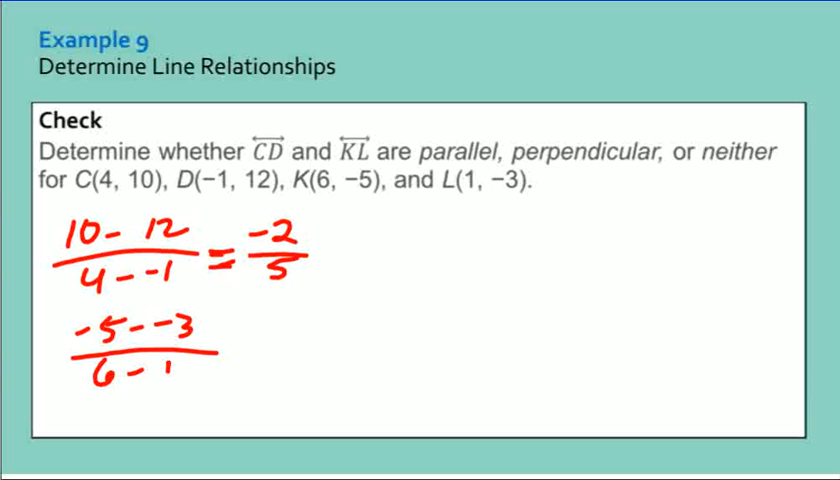 Example 9
Determine Line Relationships
Check
Determine whether CD and KL are parallel, perpendicular, or neither
for C(4, 10), D(−1, 12), K(6, −5), and L(1, −3).
10 - 12
4 - -1
= -2
5
-5 - -3
6 - 1